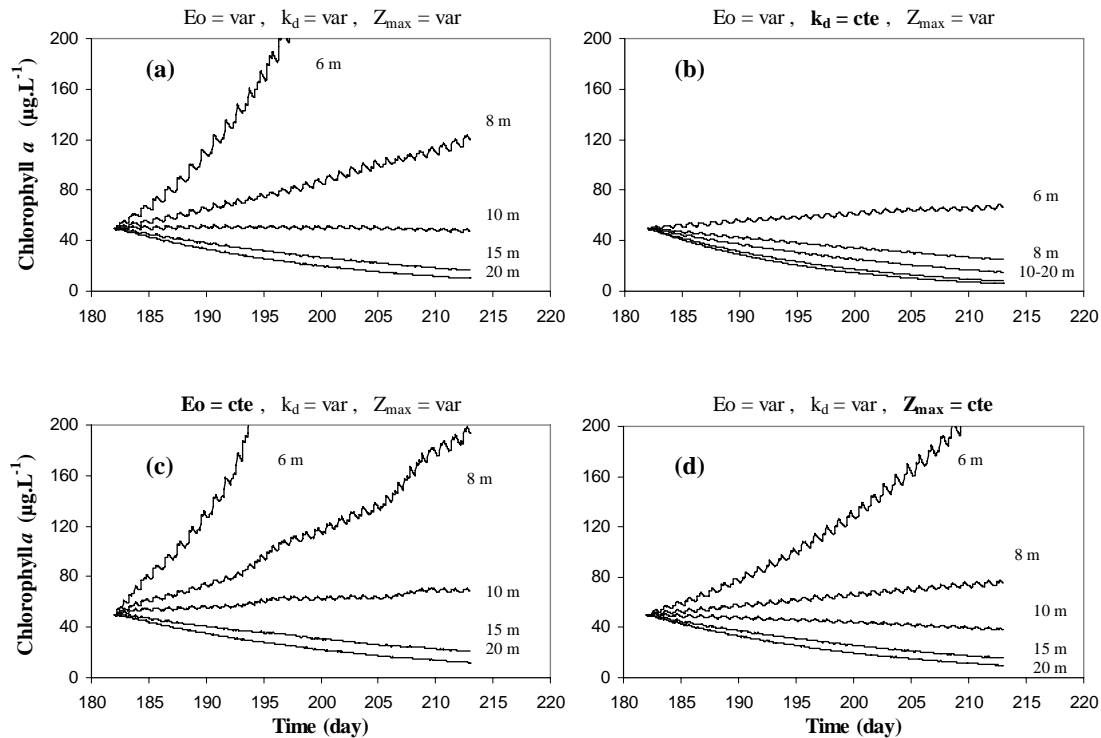 Eo = var , k_d = var , Z_max = var
(a)
200
160
120
80
40
0
Chlorophyll a (µg.L⁻¹)
6 m
8 m
10 m
15 m
20 m
180 185 190 195 200 205 210 215 220
Eo = var , k_d = cte , Z_max = var
(b)
200
160
120
80
40
0
6 m
8 m
10-20 m
180 185 190 195 200 205 210 215 220
Eo = cte , k_d = var , Z_max = var
(c)
200
160
120
80
40
0
Chlorophyll a (µg.L⁻¹)
6 m
8 m
10 m
15 m
20 m
180 185 190 195 200 205 210 215 220
Time (day)
Eo = var , k_d = var , Z_max = cte
(d)
200
160
120
80
40
0
6 m
8 m
10 m
15 m
20 m
180 185 190 195 200 205 210 215 220
Time (day)